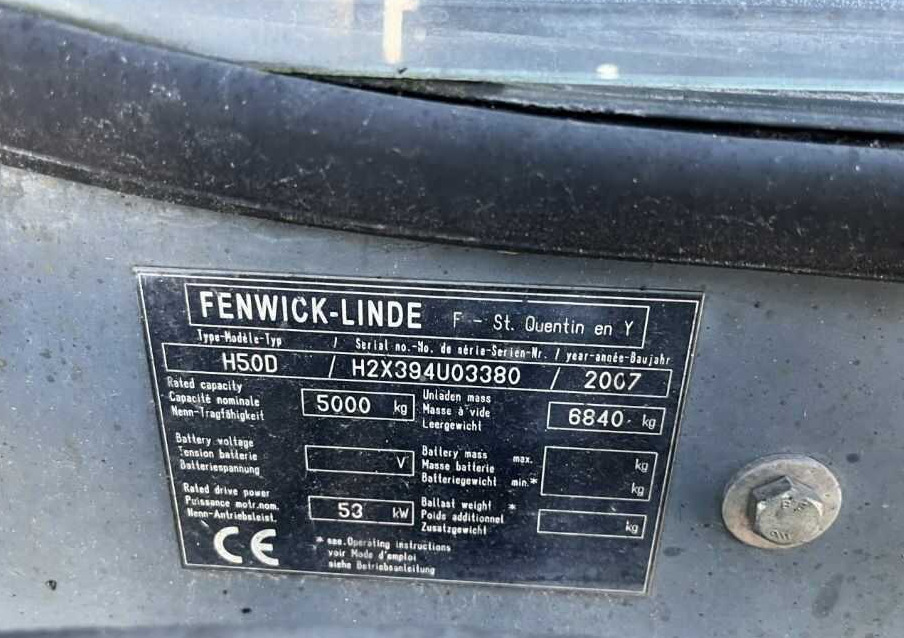 FENWICK-LINDE F - St. Quentin en Y
Type-Modèle-Typ / Serial no.-No. de série-Serien-Nr. / year-année-Baujahr
H50D / H2X394U03380 / 2007
Rated capacity
Capacité nominale
Nenn-Tragfähigkeit
5000 kg
Unladen mass
Masse à vide
Leergewicht
6840 kg
Battery voltage
Tension batterie
Batteriespannung
V
Battery mass max. kg
Masse batterie
Batteriegewicht min.* kg
Rated drive power
Puissance motr.nom.
Nenn-Antriebsleist.
53 kW
Ballast weight *
Poids additionnel
Zusatzgewicht
kg
CE
* see.Operating instructions
voir Mode d'emploi
siehe Betriebsanleitung